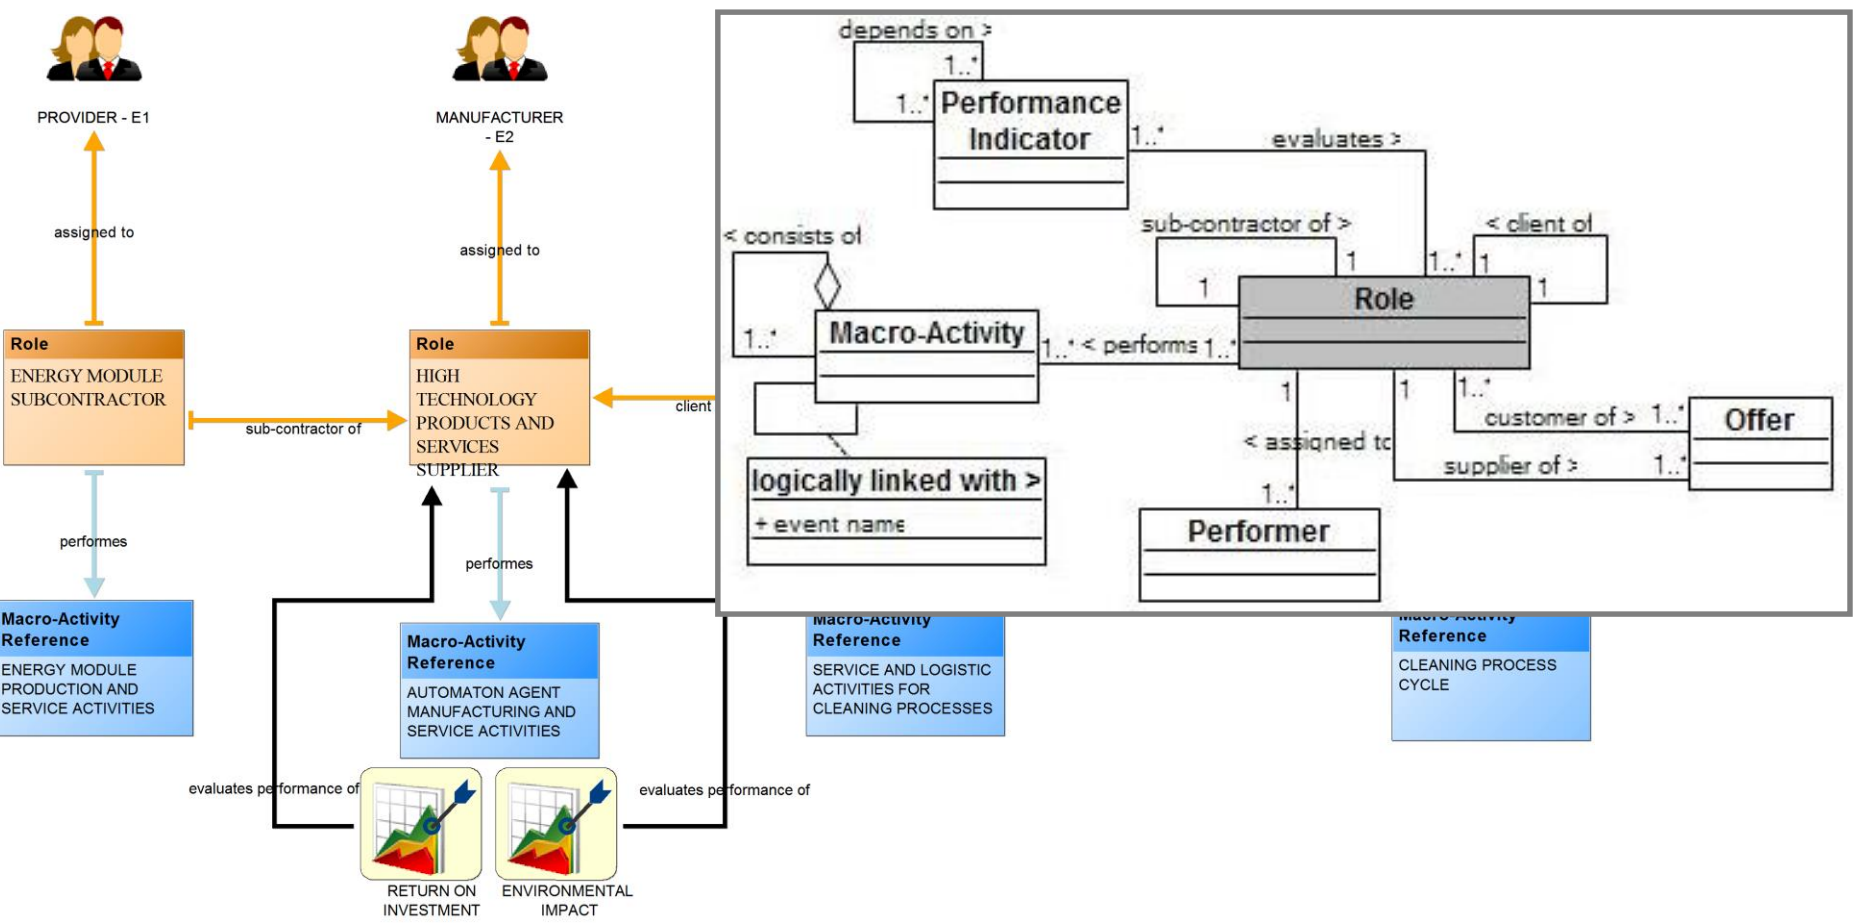 PROVIDER - E1
MANUFACTURER
- E2
assigned to
assigned to
Role
ENERGY MODULE
SUBCONTRACTOR
Role
HIGH
TECHNOLOGY
PRODUCTS AND
SERVICES
SUPPLIER
sub-contractor of
client
performes
performes
Macro-Activity
Reference
ENERGY MODULE
PRODUCTION AND
SERVICE ACTIVITIES
Macro-Activity
Reference
AUTOMATON AGENT
MANUFACTURING AND
SERVICE ACTIVITIES
Macro-Activity
Reference
SERVICE AND LOGISTIC
ACTIVITIES FOR
CLEANING PROCESSES
Macro-Activity
Reference
CLEANING PROCESS
CYCLE
evaluates performance of
evaluates performance of
RETURN ON
INVESTMENT
ENVIRONMENTAL
IMPACT
depends on >
1..*
1..*
Performance
Indicator
1..*
evaluates >
1..*
sub-contractor of >
1
1
< client of
1
1
Role
< consists of
1..*
Macro-Activity
1..* < performs 1..*
logically linked with >
+ event name
1
< assigned to
1..*
Performer
1..*
customer of > 1..*
1
supplier of > 1..*
Offer